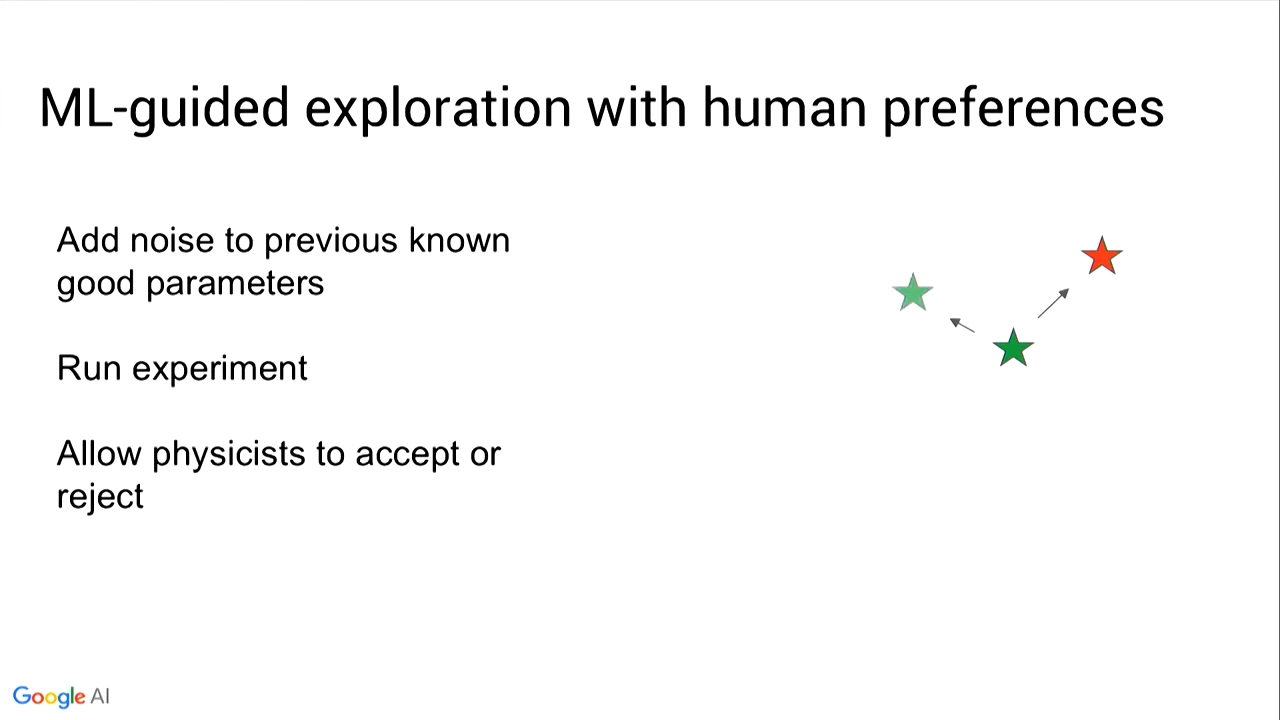 ML-guided exploration with human preferences
Add noise to previous known
good parameters
Run experiment
Allow physicists to accept or
reject
Google AI